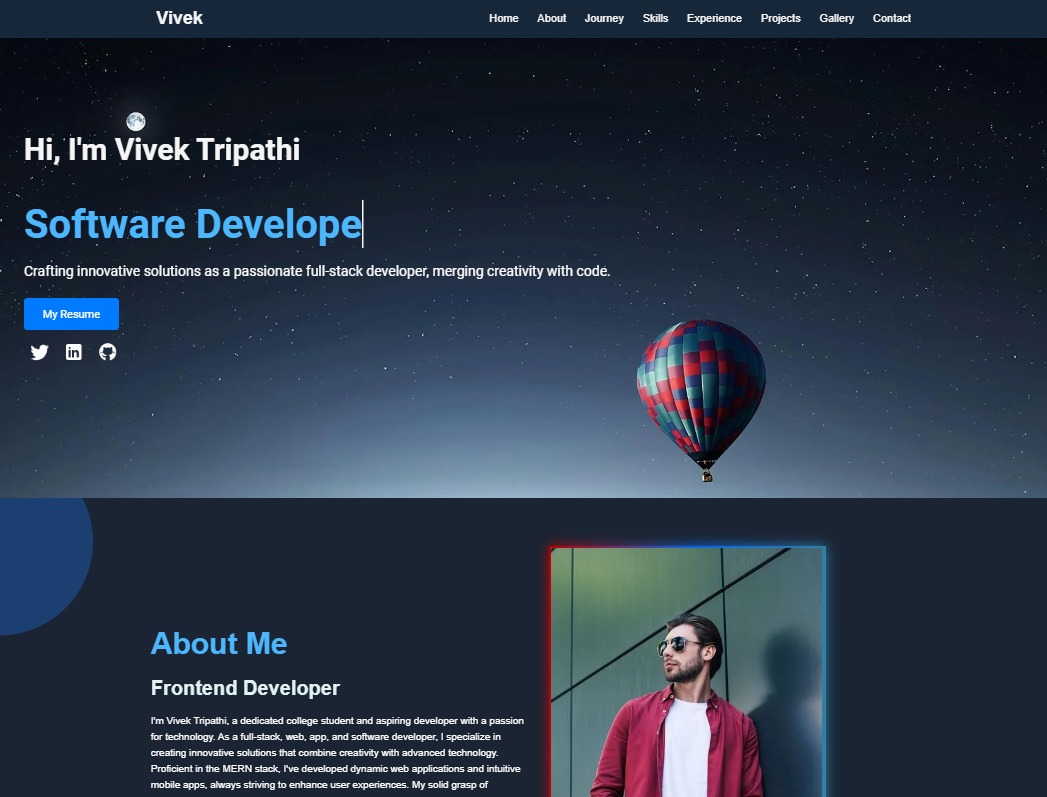 Vivek
Home About Journey Skills Experience Projects Gallery Contact
Hi, I'm Vivek Tripathi
Software Develope
Crafting innovative solutions as a passionate full-stack developer, merging creativity with code.
My Resume
in
About Me
Frontend Developer
I'm Vivek Tripathi, a dedicated college student and aspiring developer with a passion
for technology. As a full-stack, web, app, and software developer, I specialize in
creating innovative solutions that combine creativity with advanced technology.
Proficient in the MERN stack, I've developed dynamic web applications and intuitive
mobile apps, always striving to enhance user experiences. My solid grasp of